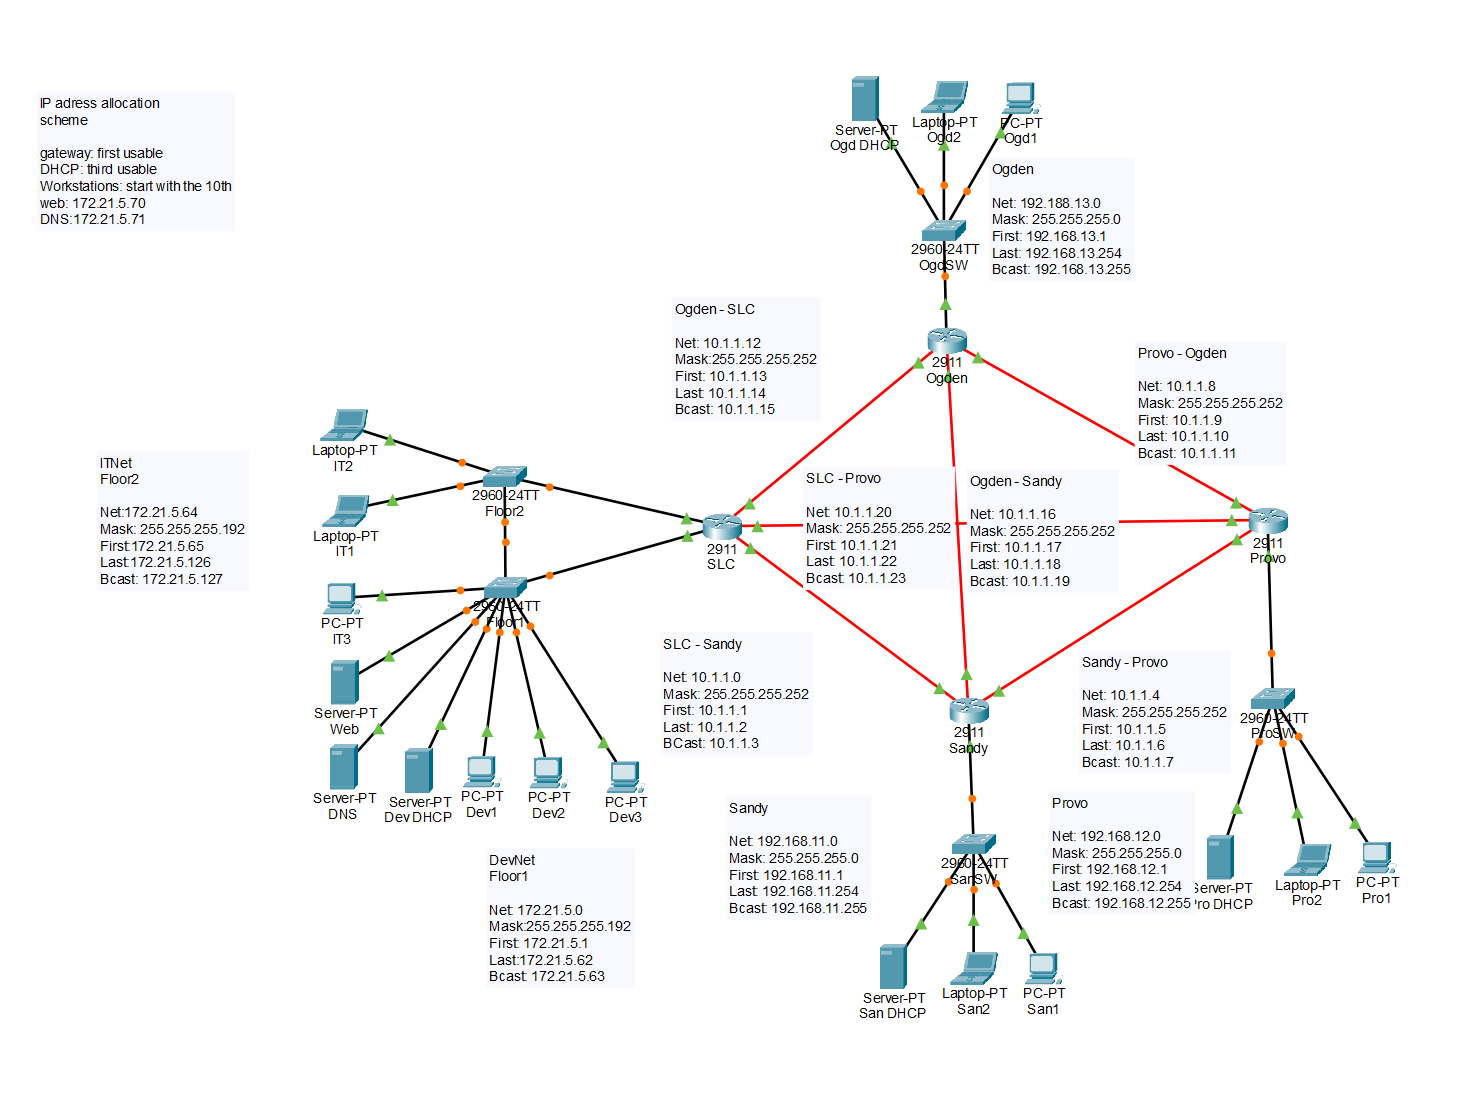 IP adress allocation
scheme
gateway: first usable
DHCP: third usable
Workstations: start with the 10th
web: 172.21.5.70
DNS:172.21.5.71
Server-PT
Ogd DHCP
Laptop-PT
Ogd2
PC-PT
Ogd1
Ogden
Net: 192.188.13.0
Mask: 255.255.255.0
First: 192.168.13.1
Last: 192.168.13.254
Bcast: 192.168.13.255
2960-24TT
OgdSW
Ogden - SLC
Net: 10.1.1.12
Mask:255.255.255.252
First: 10.1.1.13
Last: 10.1.1.14
Bcast: 10.1.1.15
2911
Ogden
Provo - Ogden
Net: 10.1.1.8
Mask: 255.255.255.252
First: 10.1.1.9
Last: 10.1.1.10
Bcast: 10.1.1.11
Laptop-PT
IT2
ITNet
Floor2
Net:172.21.5.64
Mask: 255.255.255.192
First:172.21.5.65
Last:172.21.5.126
Bcast: 172.21.5.127
2960-24TT
Floor2
Laptop-PT
IT1
2911
SLC
SLC - Provo
Net: 10.1.1.20
Mask: 255.255.255.252
First: 10.1.1.21
Last: 10.1.1.22
Bcast: 10.1.1.23
Ogden - Sandy
Net: 10.1.1.16
Mask: 255.255.255.252
First: 10.1.1.17
Last: 10.1.1.18
Bcast: 10.1.1.19
2911
Provo
2960-24TT
Floor1
PC-PT
IT3
Server-PT
Web
Server-PT
DNS
Server-PT
Dev DHCP
PC-PT
Dev1
PC-PT
Dev2
PC-PT
Dev3
SLC - Sandy
Net: 10.1.1.0
Mask: 255.255.255.252
First: 10.1.1.1
Last: 10.1.1.2
BCast: 10.1.1.3
2911
Sandy
Sandy - Provo
Net: 10.1.1.4
Mask: 255.255.255.252
First: 10.1.1.5
Last: 10.1.1.6
Bcast: 10.1.1.7
2960-24TT
ProSW
DevNet
Floor1
Net: 172.21.5.0
Mask:255.255.255.192
First: 172.21.5.1
Last:172.21.5.62
Bcast: 172.21.5.63
Sandy
Net: 192.168.11.0
Mask: 255.255.255.0
First: 192.168.11.1
Last: 192.168.11.254
Bcast: 192.168.11.255
2960-24TT
SanSW
Provo
Net: 192.168.12.0
Mask: 255.255.255.0
First: 192.168.12.1
Last: 192.168.12.254
Bcast: 192.168.12.255
Server-PT
Pro DHCP
Laptop-PT
Pro2
PC-PT
Pro1
Server-PT
San DHCP
Laptop-PT
San2
PC-PT
San1